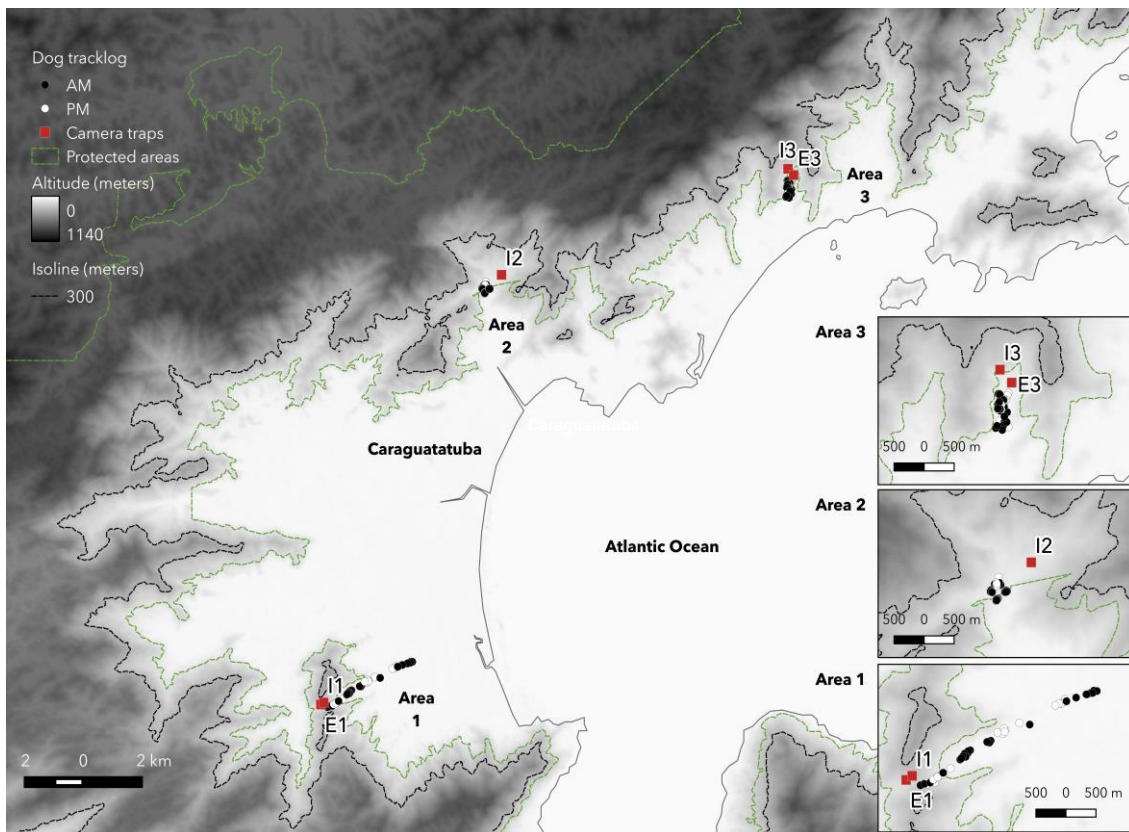 Dog tracklog
AM
PM
Camera traps
Protected areas
Altitude (meters)
0
1140
Isoline (meters)
300
I3
E3
Area
3
I2
Area
2
Caraguatatuba
Caraguatatuba
Atlantic Ocean
I1
E1
Area
1
2 0 2 km
Area 3
I3
E3
500 0 500 m
Area 2
I2
500 0 500 m
Area 1
I1
E1
500 0 500 m